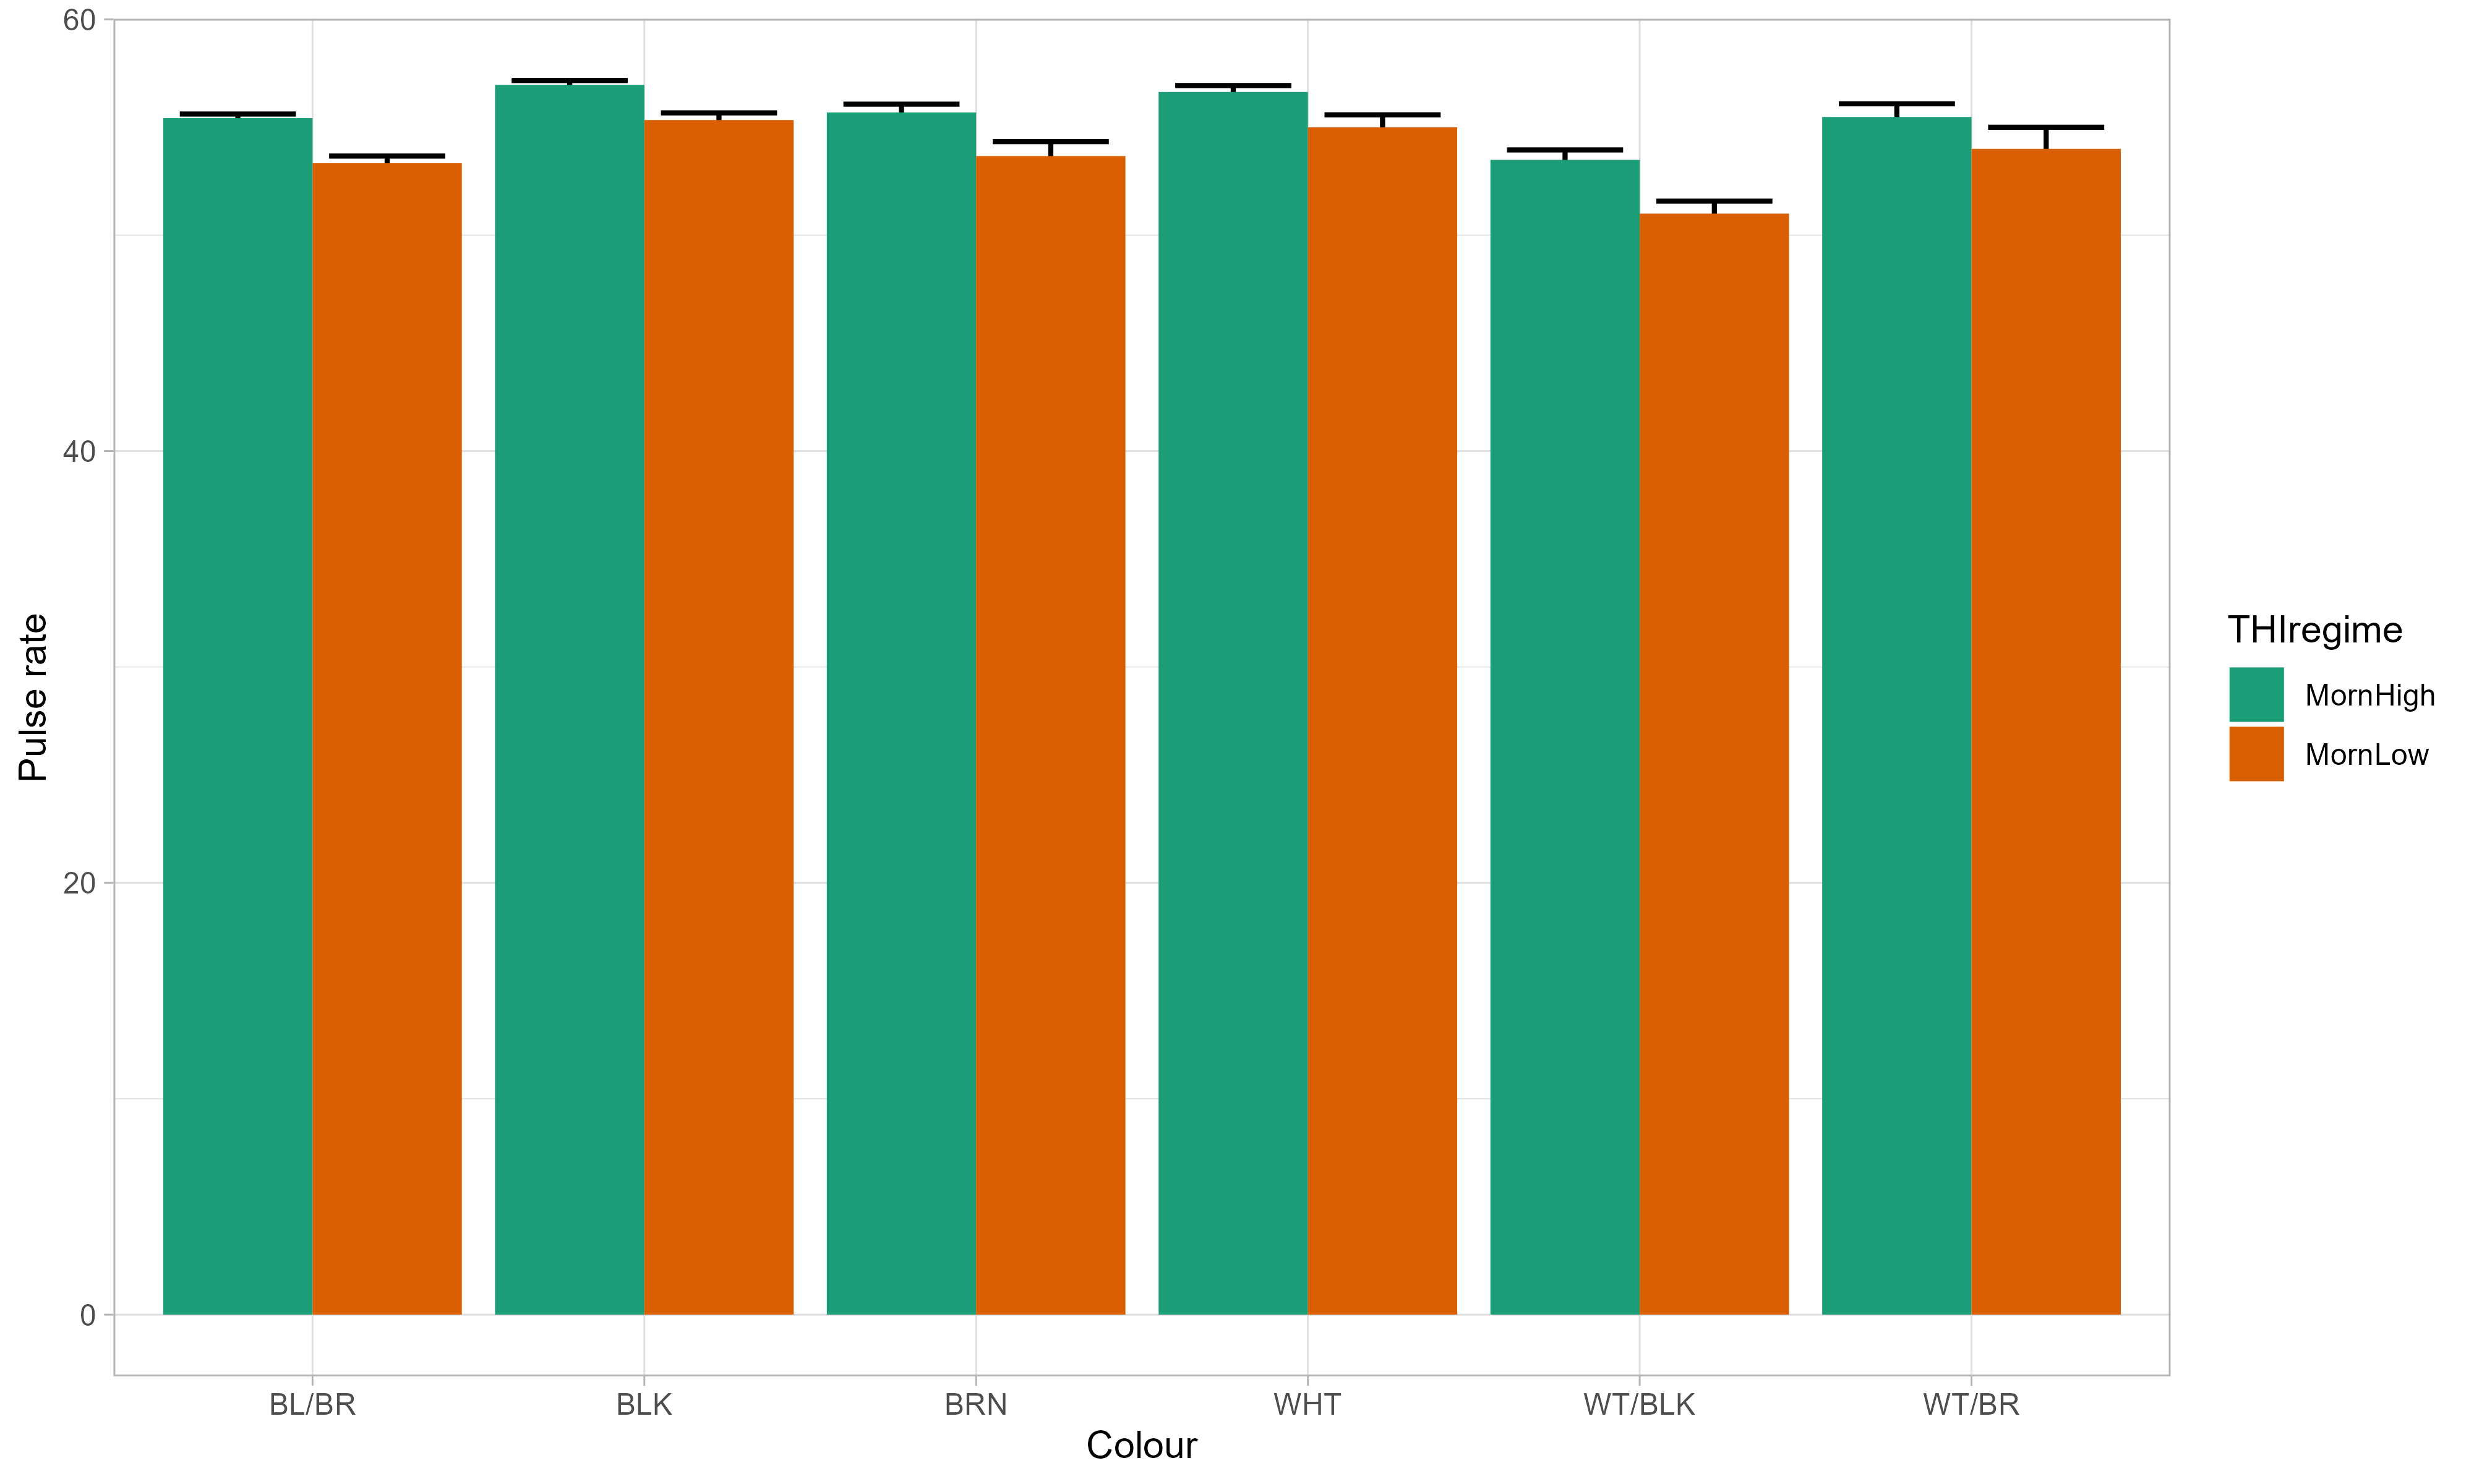 60
40
20
0
Pulse rate
BL/BR BLK BRN WHT WT/BLK WT/BR
Colour
THIregime
MornHigh
MornLow